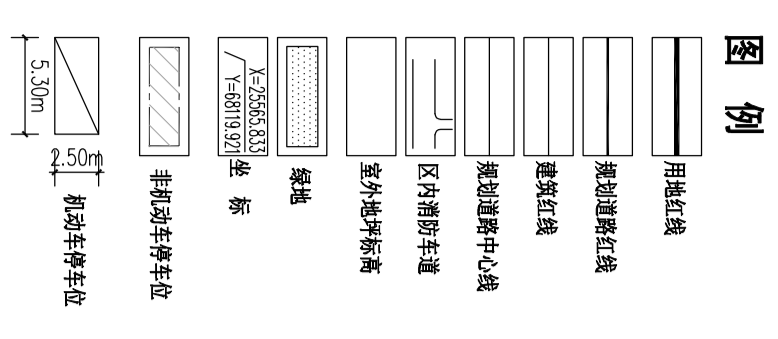 图 例
用地红线
规划道路红线
建筑红线
规划道路中心线
区内消防车道
室外地坪标高
绿地
X=25565.833
Y=68119.921
坐 标
非机动车停车位
5.30m
2.50m
机动车停车位